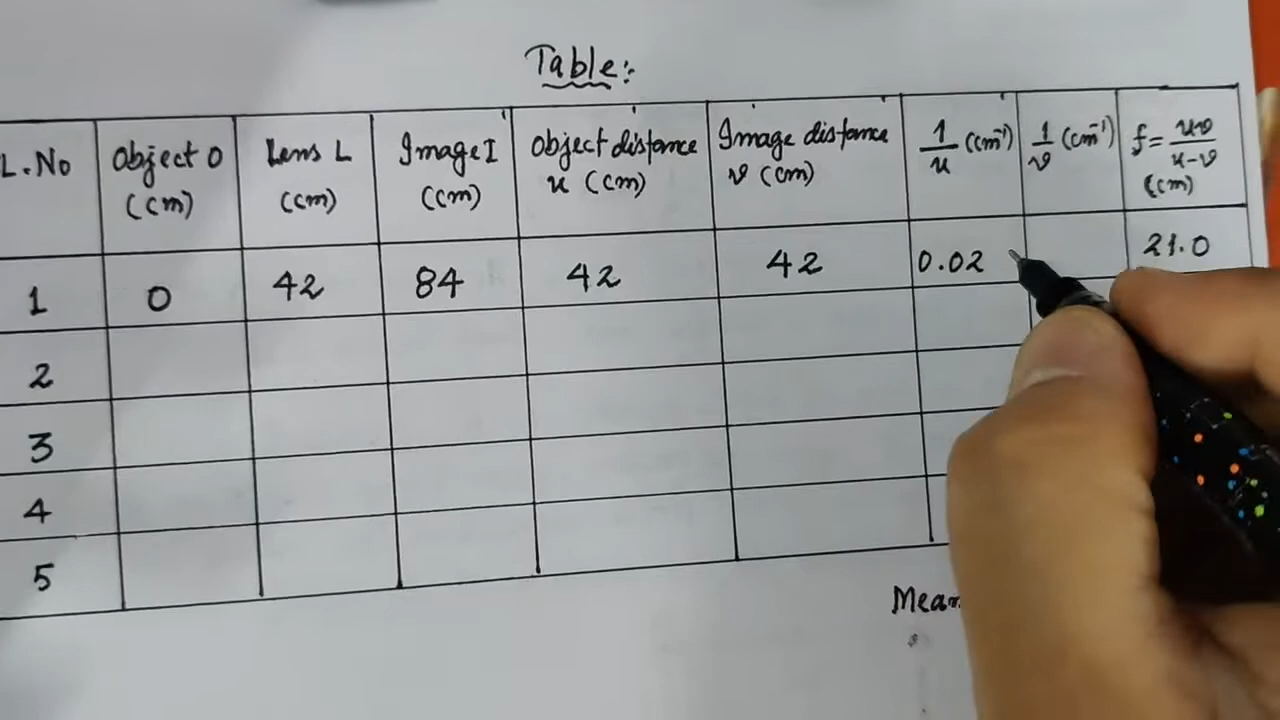 Table:
L.No Object O (cm) Lens L (cm) Image I (cm) Object distance u (cm) Image distance v (cm) 1/u (cm⁻¹) 1/v (cm⁻¹) f = uv/u-v (cm)
1 0 42 84 42 42 0.02 21.0
2
3
4
5